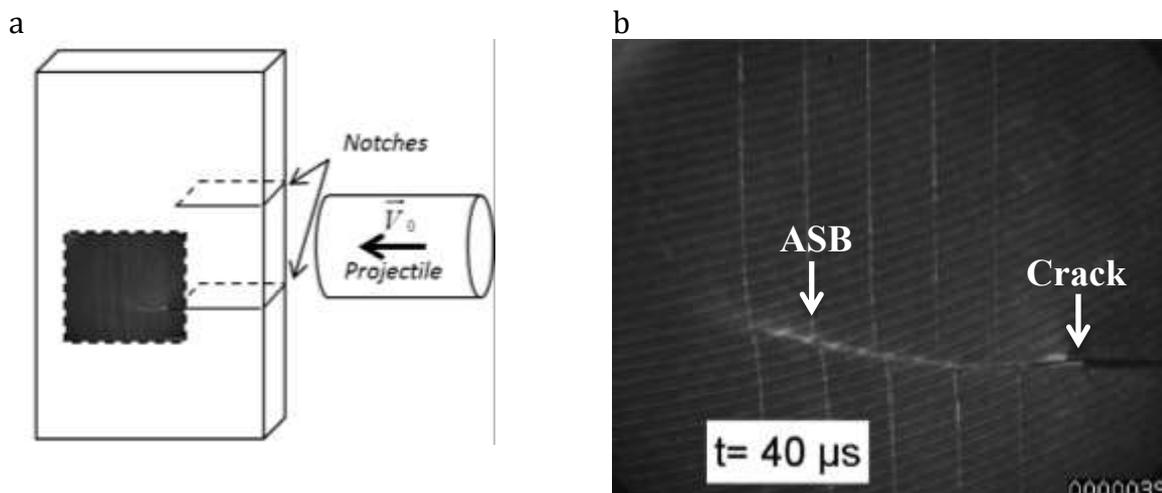 a
b
Notches
V₀
Projectile
ASB
Crack
t= 40 µs